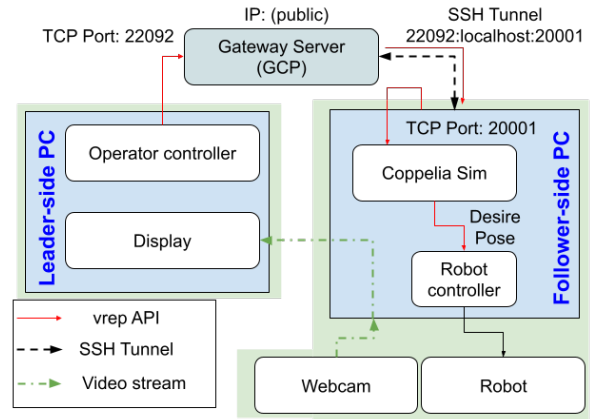 IP: (public)
TCP Port: 22092
Gateway Server
(GCP)
SSH Tunnel
22092:localhost:20001
Leader-side PC
Operator controller
Display
TCP Port: 20001
Coppelia Sim
Desire
Pose
Robot
controller
Follower-side PC
vrep API
SSH Tunnel
Video stream
Webcam
Robot